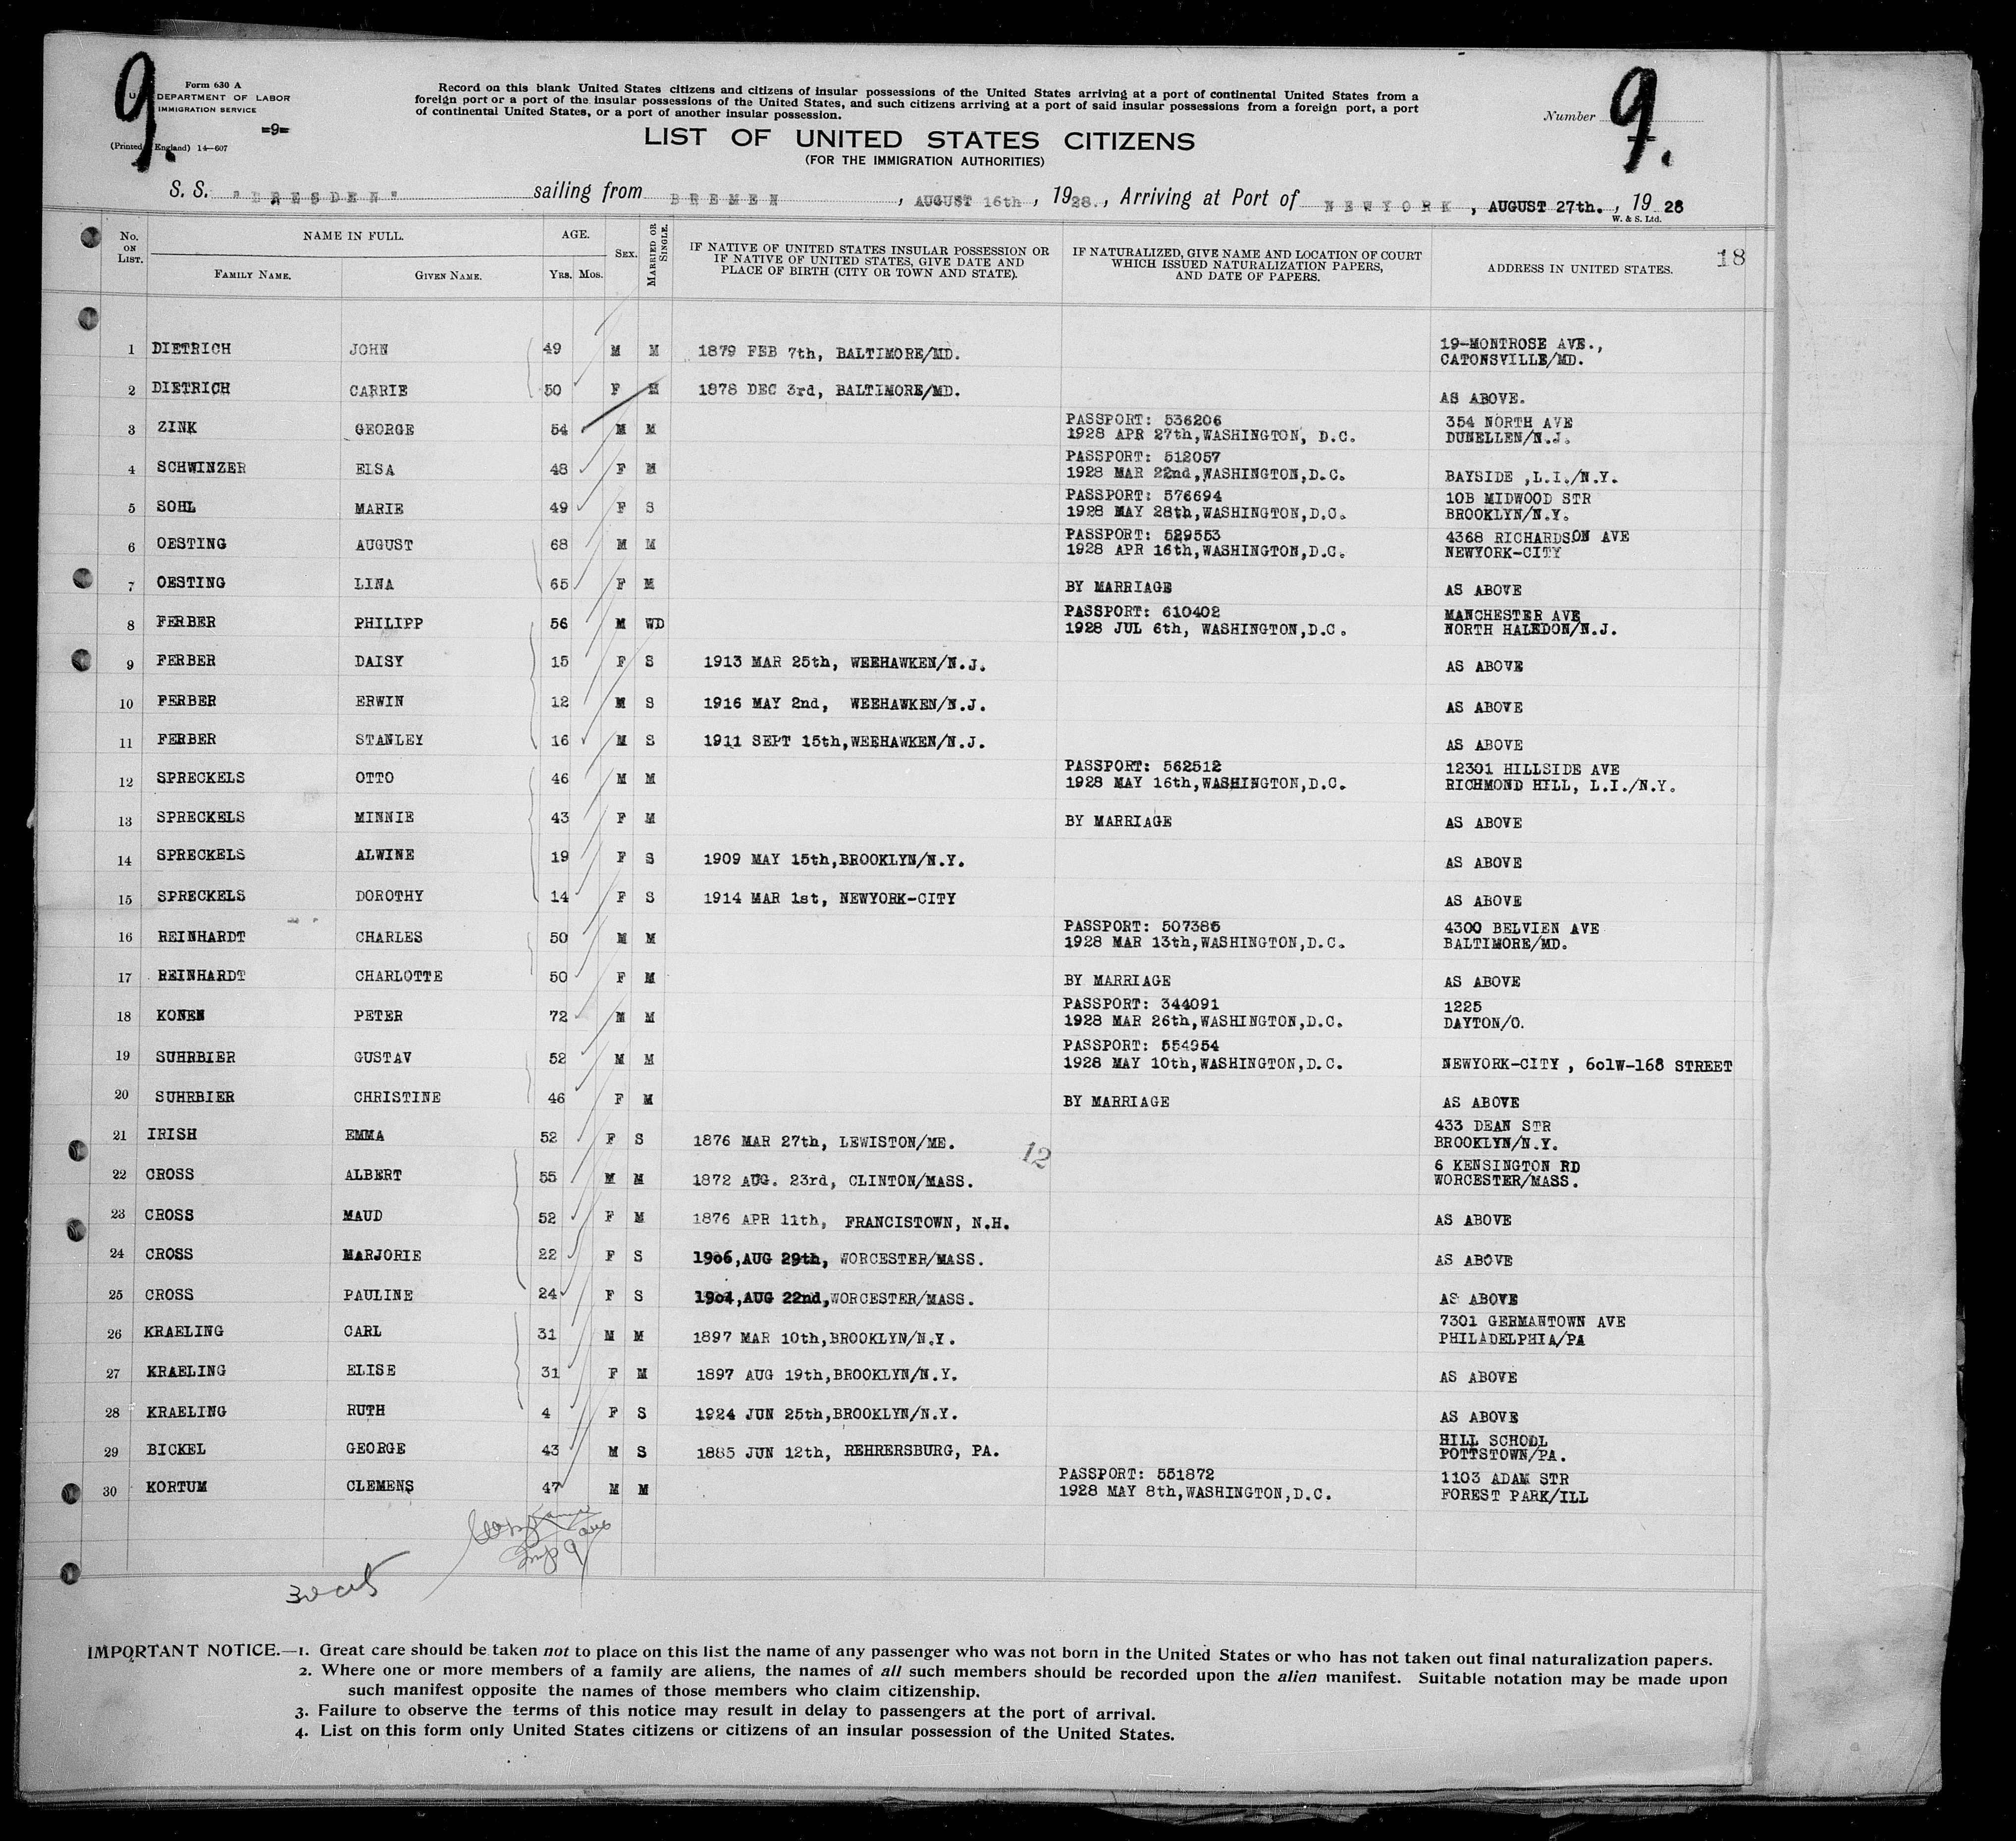 9.
Form 630 A
U. S. DEPARTMENT OF LABOR
IMMIGRATION SERVICE
=9=
(Printed England) 14—607
Record on this blank United States citizens and citizens of insular possessions of the United States arriving at a port of continental United States from a
foreign port or a port of the insular possessions of the United States, and such citizens arriving at a port of said insular possessions from a foreign port, a port
of continental United States, or a port of another insular possession.
LIST OF UNITED STATES CITIZENS
(FOR THE IMMIGRATION AUTHORITIES)
Number 9.
S. S. "DRESDEN" sailing from BREMEN, AUGUST 16th, 1928., Arriving at Port of NEWYORK, AUGUST 27th., 1928
W. & S. Ltd.
18
No. ON LIST. NAME IN FULL. FAMILY NAME. GIVEN NAME. AGE. YRS. MOS. SEX. MARRIED OR SINGLE. IF NATIVE OF UNITED STATES INSULAR POSSESSION OR IF NATIVE OF UNITED STATES, GIVE DATE AND PLACE OF BIRTH (CITY OR TOWN AND STATE). IF NATURALIZED, GIVE NAME AND LOCATION OF COURT WHICH ISSUED NATURALIZATION PAPERS, AND DATE OF PAPERS. ADDRESS IN UNITED STATES.
1 DIETRICH JOHN 49 M M 1879 FEB 7th, BALTIMORE/MD. 19-MONTROSE AVE.,
CATONSVILLE/MD.
2 DIETRICH CARRIE 50 F M 1878 DEC 3rd, BALTIMORE/MD. AS ABOVE.
3 ZINK GEORGE 54 M M PASSPORT: 536206 354 NORTH AVE
1928 APR 27th, WASHINGTON, D.C. DUNELLEN/N.J.
4 SCHWINZER ELSA 48 F M PASSPORT: 512057
1928 MAR 22nd, WASHINGTON, D.C. BAYSIDE ,L.I./N.Y.
5 SOHL MARIE 49 F S PASSPORT: 576694 10B MIDWOOD STR
1928 MAY 28th, WASHINGTON, D.C. BROOKLYN/N.Y.
6 OESTING AUGUST 68 M M PASSPORT: 529553 4368 RICHARDSON AVE
1928 APR 16th, WASHINGTON, D.C. NEWYORK-CITY
7 OESTING LINA 65 F M BY MARRIAGE AS ABOVE
8 FERBER PHILIPP 56 M WD PASSPORT: 610402 MANCHESTER AVE
1928 JUL 6th, WASHINGTON, D.C. NORTH HALEDON/N.J.
9 FERBER DAISY 15 F S 1913 MAR 25th, WEEHAWKEN/N.J. AS ABOVE
10 FERBER ERWIN 12 M S 1916 MAY 2nd, WEEHAWKEN/N.J. AS ABOVE
11 FERBER STANLEY 16 M S 1911 SEPT 15th, WEEHAWKEN/N.J. AS ABOVE
12 SPRECKELS OTTO 46 M M PASSPORT: 562512 12301 HILLSIDE AVE
1928 MAY 16th, WASHINGTON, D.C. RICHMOND HILL, L.I./N.Y.
13 SPRECKELS MINNIE 43 F M BY MARRIAGE AS ABOVE
14 SPRECKELS ALWINE 19 F S 1909 MAY 15th, BROOKLYN/N.Y. AS ABOVE
15 SPRECKELS DOROTHY 14 F S 1914 MAR 1st, NEWYORK-CITY AS ABOVE
16 REINHARDT CHARLES 50 M M PASSPORT: 507386 4300 BELVIEN AVE
1928 MAR 13th, WASHINGTON, D.C. BALTIMORE/MD.
17 REINHARDT CHARLOTTE 50 F M BY MARRIAGE AS ABOVE
18 KONEN PETER 72 M M PASSPORT: 344091 1225
1928 MAR 26th, WASHINGTON, D.C. DAYTON/O.
19 SUHRBIER GUSTAV 52 M M PASSPORT: 554954
1928 MAY 10th, WASHINGTON, D.C. NEWYORK-CITY , 601W-168 STREET
20 SUHRBIER CHRISTINE 46 F M BY MARRIAGE AS ABOVE
21 IRISH EMMA 52 F S 1876 MAR 27th, LEWISTON/ME. 433 DEAN STR
BROOKLYN/N.Y.
12
22 CROSS ALBERT 55 M M 1872 AUG. 23rd, CLINTON/MASS. 6 KENSINGTON RD
WORCESTER/MASS.
23 CROSS MAUD 52 F M 1876 APR 11th, FRANCISTOWN, N.H. AS ABOVE
24 CROSS MARJORIE 22 F S 1906, AUG 29th, WORCESTER/MASS. AS ABOVE
25 CROSS PAULINE 24 F S 1904, AUG 22nd, WORCESTER/MASS. AS ABOVE
26 KRAELING CARL 31 M M 1897 MAR 10th, BROOKLYN/N.Y. 7301 GERMANTOWN AVE
PHILADELPHIA/PA
27 KRAELING ELISE 31 F M 1897 AUG 19th, BROOKLYN/N.Y. AS ABOVE
28 KRAELING RUTH 4 F S 1924 JUN 25th, BROOKLYN/N.Y. AS ABOVE
29 BICKEL GEORGE 43 M S 1885 JUN 12th, REHRERSBURG, PA. HILL SCHOOL
POTTSTOWN/PA.
30 KORTUM CLEMENS 47 M M PASSPORT: 551872 1103 ADAM STR
1928 MAY 8th, WASHINGTON, D.C. FOREST PARK/ILL
IMPORTANT NOTICE.—1. Great care should be taken not to place on this list the name of any passenger who was not born in the United States or who has not taken out final naturalization papers.
2. Where one or more members of a family are aliens, the names of all such members should be recorded upon the alien manifest. Suitable notation may be made upon
such manifest opposite the names of those members who claim citizenship.
3. Failure to observe the terms of this notice may result in delay to passengers at the port of arrival.
4. List on this form only United States citizens or citizens of an insular possession of the United States.